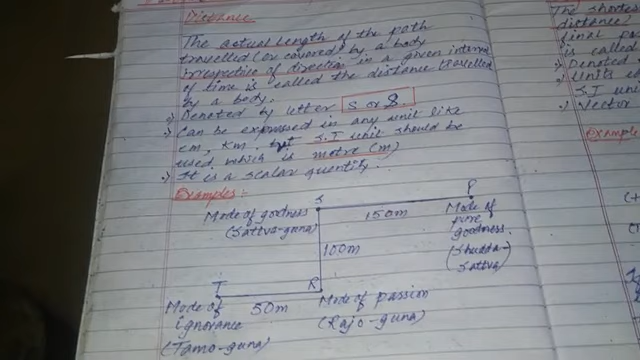 Distance
The actual length of the path
travelled (or covered) by a body
irrespective of direction in a given interval
of time is called the distance travelled
by a body.
Denoted by letter S or S.
Can be expressed in any unit like
cm, km. but S.I unit should be
used which is metre (m)
It is a scalar quantity.
Examples:-
S
P
Mode of goodness
(Sattva-guna)
150m
Mode of
pure
goodness.
(Shudda-
Sattva)
100m
T
R
50m
Mode of
ignorance
(Tamo-guna)
Mode of passion
(Rajo-guna)
The shortes
distance
final po
is called
Denoted
Units
S.I uni
Vector
Example